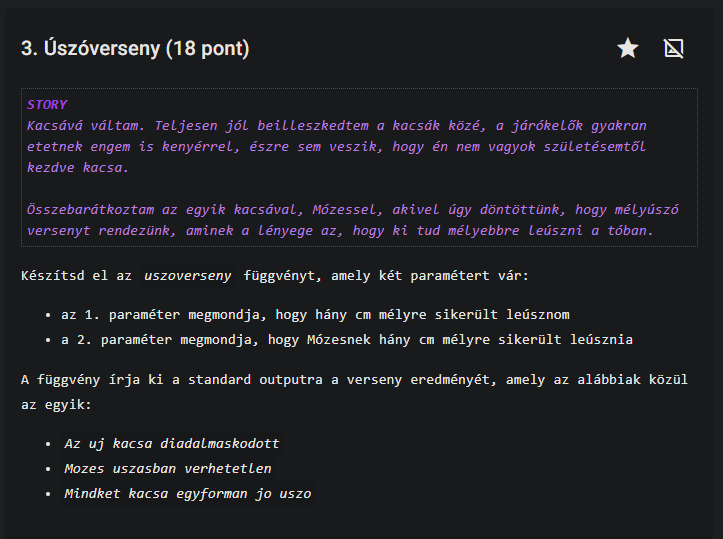 3. Úszóverseny (18 pont)
STORY
Kacsává váltam. Teljesen jól beilleszkedtem a kacsák közé, a járókelők gyakran
etetnek engem is kenyérrel, észre sem veszik, hogy én nem vagyok születésemtől
kezdve kacsa.
Összebarátkoztam az egyik kacsával, Mózessel, akivel úgy döntöttünk, hogy mélyúszó
versenyt rendezünk, aminek a lényege az, hogy ki tud mélyebbre leúszni a tóban.
Készítsd el az uszoverseny függvényt, amely két paramétert vár:
• az 1. paraméter megmondja, hogy hány cm mélyre sikerült leúsznom
• a 2. paraméter megmondja, hogy Mózesnek hány cm mélyre sikerült leúsznia
A függvény írja ki a standard outputra a verseny eredményét, amely az alábbiak közül
az egyik:
• Az uj kacsa diadalmaskodott
• Mozes uszasban verhetetlen
• Mindket kacsa egyforman jo uszo